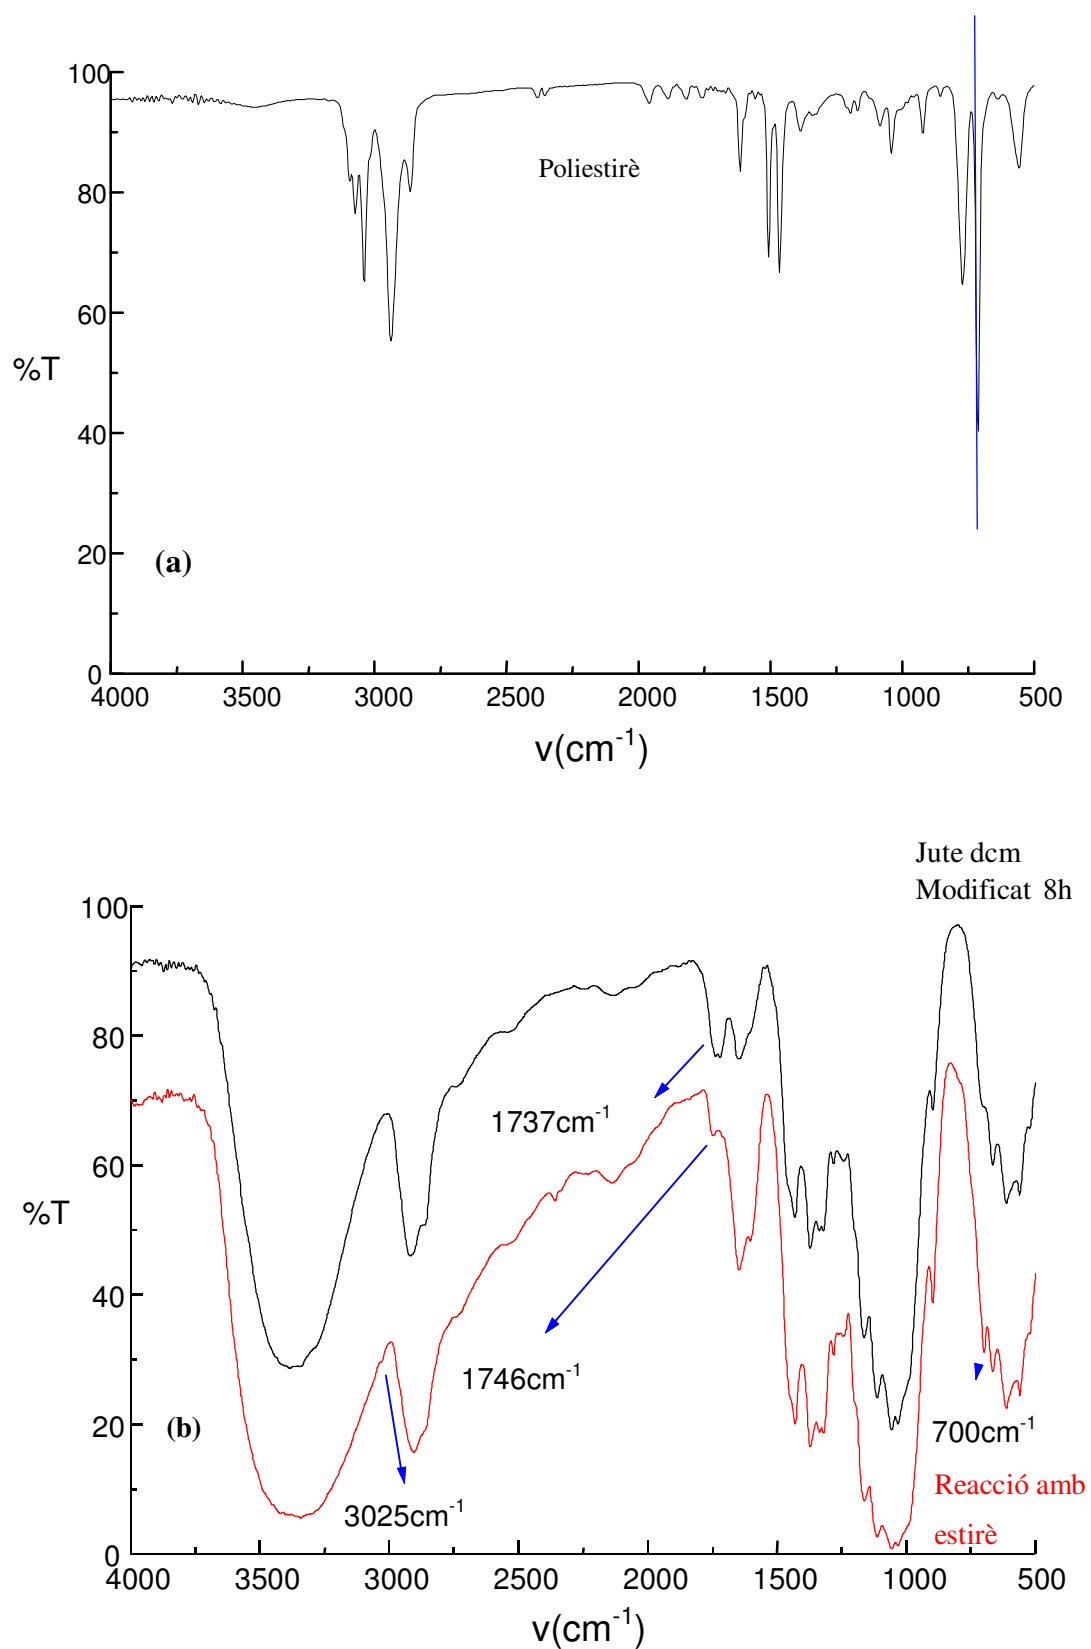 100
80
60
40
20
0
%T
Poliestirè
(a)
4000 3500 3000 2500 2000 1500 1000 500
ν(cm⁻¹)
Jute dcm
Modificat 8h
100
80
60
40
20
0
%T
1737cm⁻¹
1746cm⁻¹
(b)
3025cm⁻¹
700cm⁻¹
Reacció amb
estirè
4000 3500 3000 2500 2000 1500 1000 500
ν(cm⁻¹)